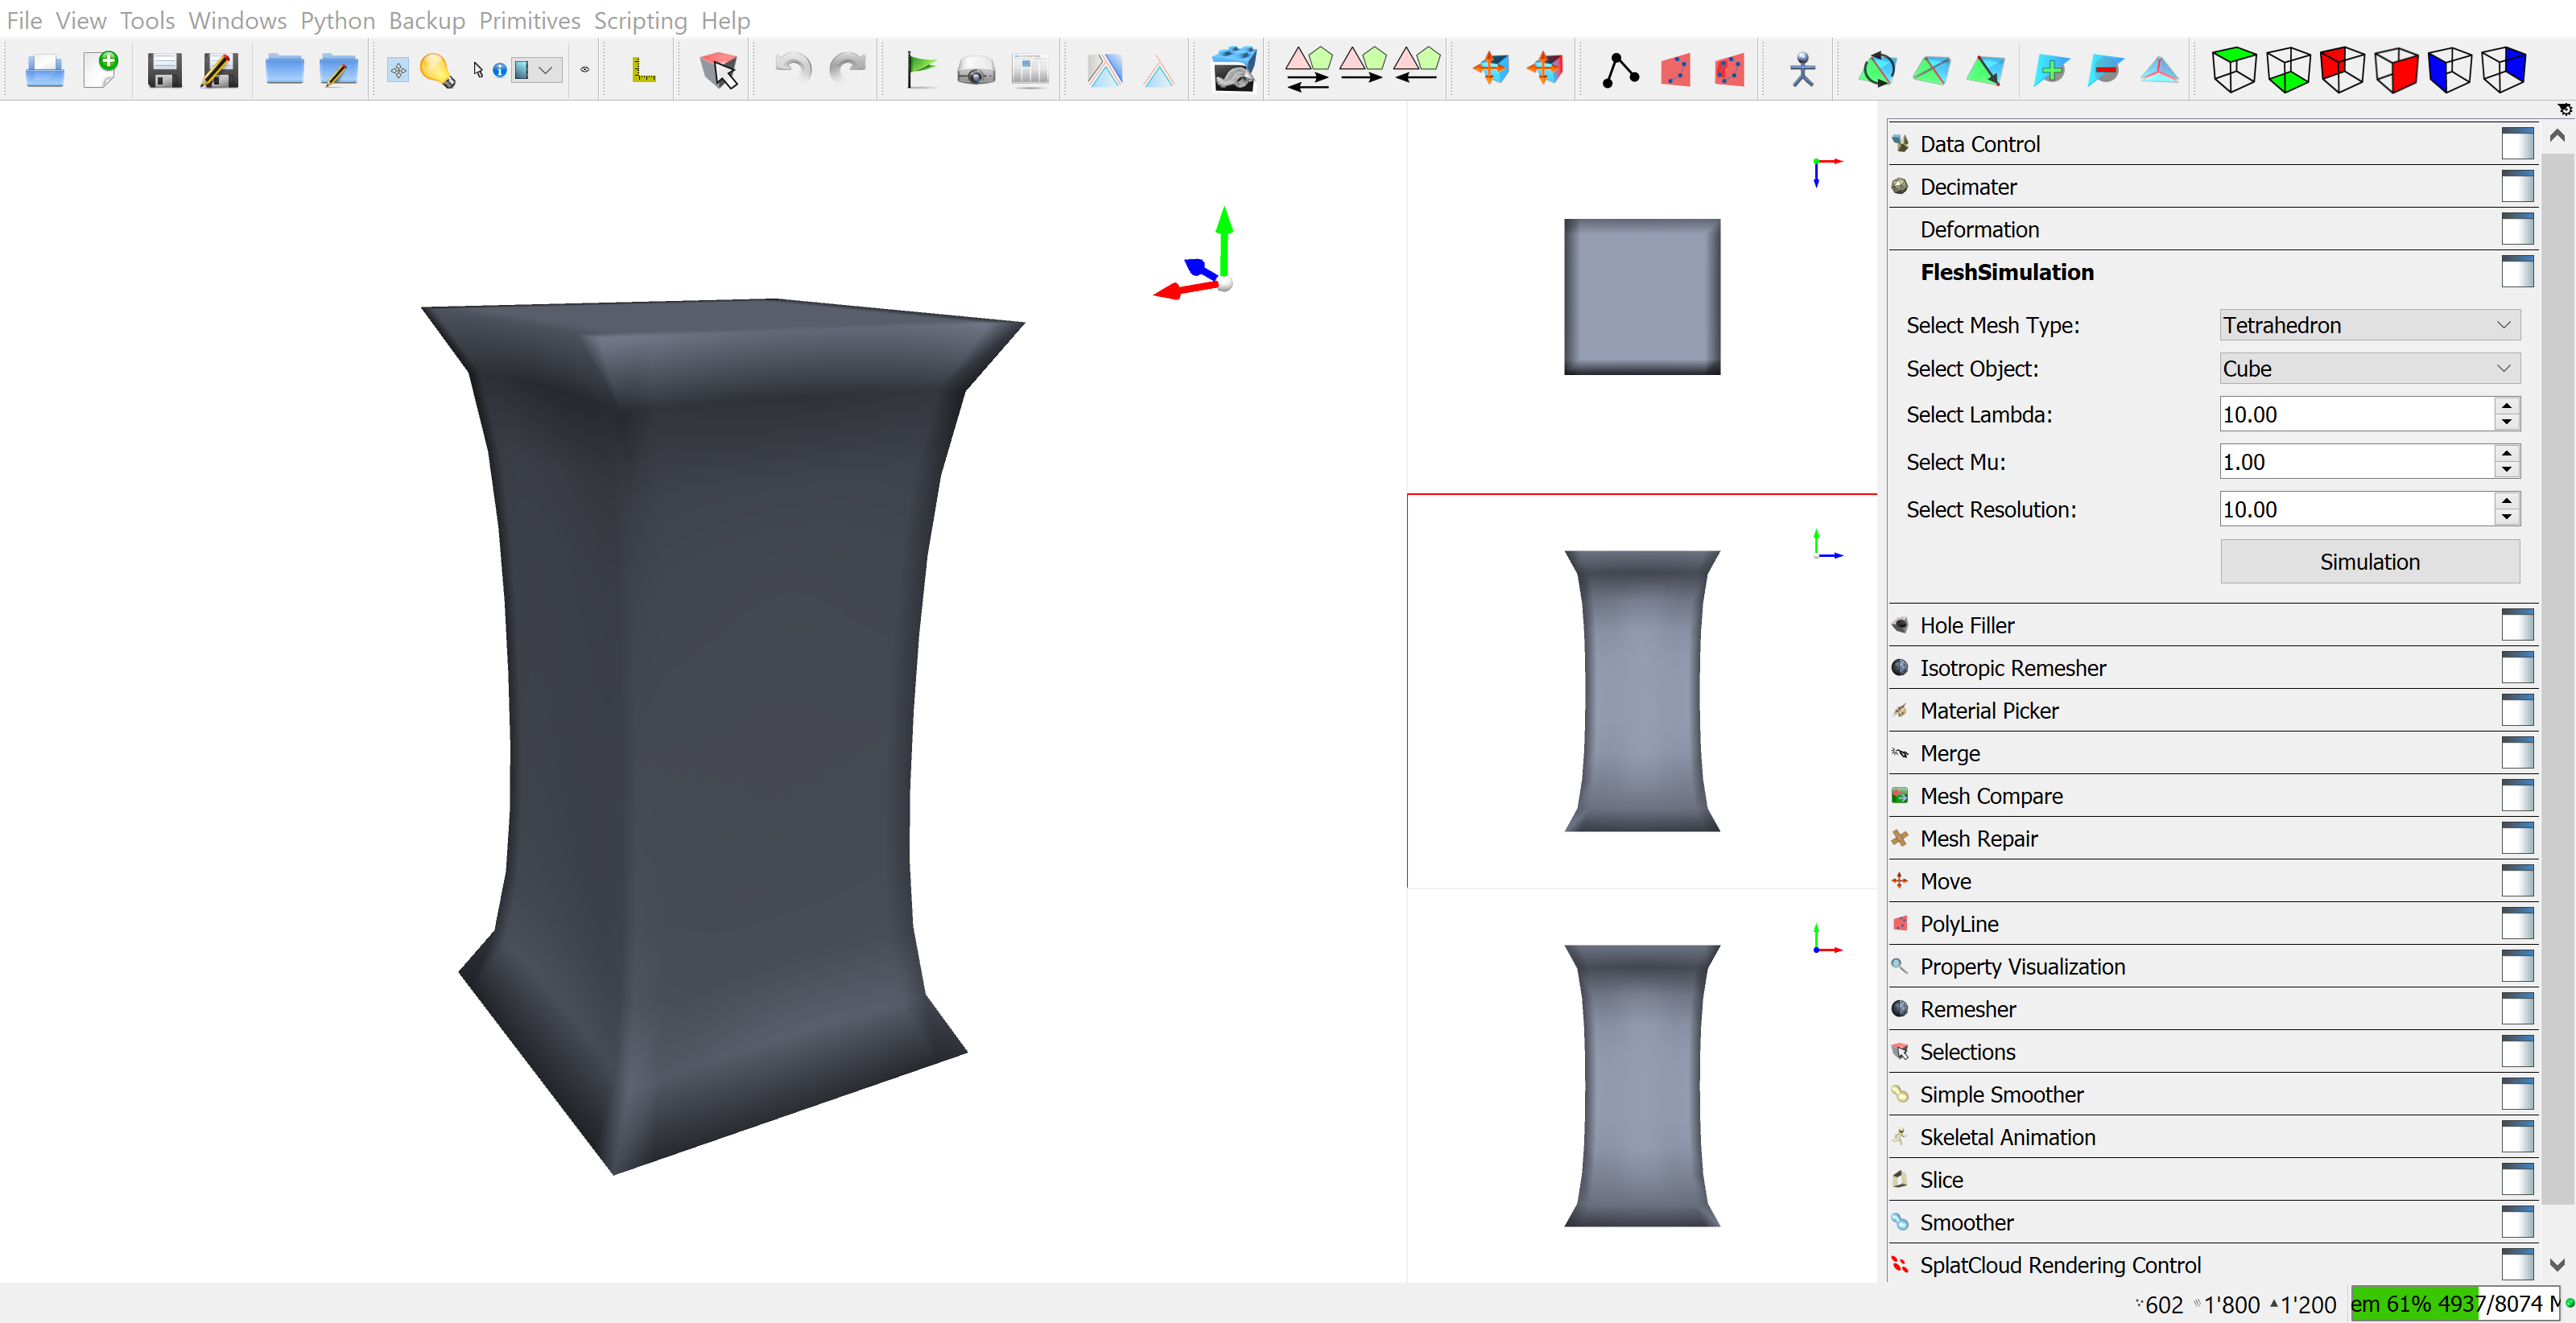 File View Tools Windows Python Backup Primitives Scripting Help
Data Control
Decimater
Deformation
FleshSimulation
Select Mesh Type: Tetrahedron
Select Object: Cube
Select Lambda: 10.00
Select Mu: 1.00
Select Resolution: 10.00
Simulation
Hole Filler
Isotropic Remesher
Material Picker
Merge
Mesh Compare
Mesh Repair
Move
PolyLine
Property Visualization
Remesher
Selections
Simple Smoother
Skeletal Animation
Slice
Smoother
SplatCloud Rendering Control
602 1'800 1'200 em 61% 4937/8074 M